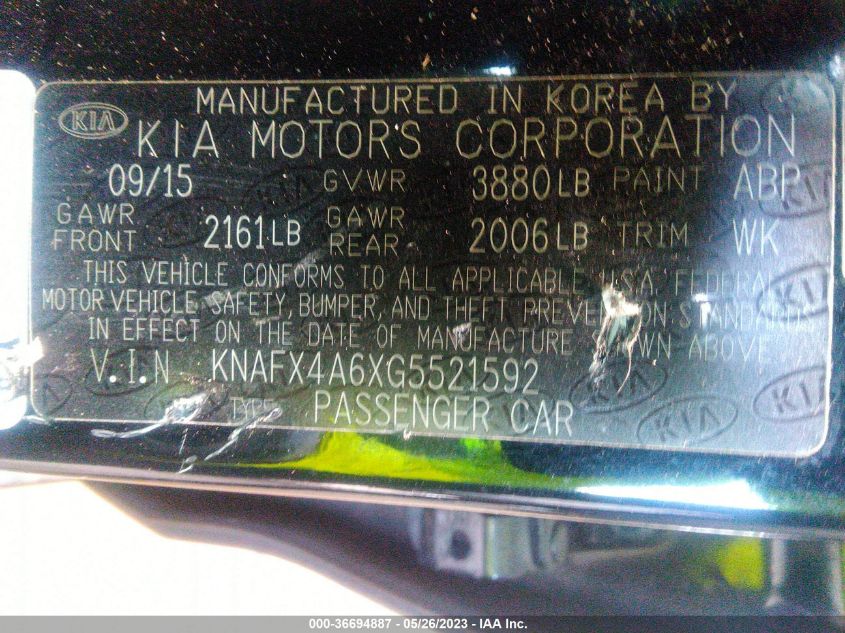 KIA
MANUFACTURED IN KOREA BY
KIA MOTORS CORPORATION
09/15 GVWR 3880LB PAINT ABP
GAWR FRONT 2161LB GAWR REAR 2006LB TRIM WK
THIS VEHICLE CONFORMS TO ALL APPLICABLE U.S.A. FEDERAL
MOTOR VEHICLE SAFETY, BUMPER, AND THEFT PREVENTION STANDARDS
IN EFFECT ON THE DATE OF MANUFACTURE SHOWN ABOVE.
V.I.N KNAFX4A6XG5521592
TYPE PASSENGER CAR
KIA
KIA
KIA
000-36694887 - 05/26/2023 - IAA Inc.